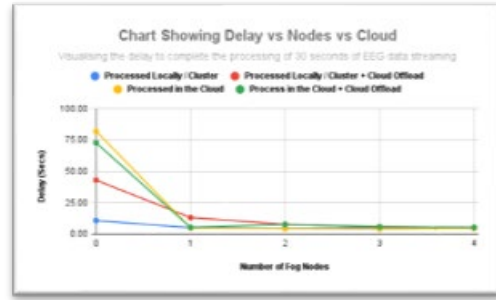 Chart Showing Delay vs Nodes vs Cloud
Visualising the delay to complete the processing of 30 seconds of EEG data streaming
Processed Locally / Cluster Processed Locally / Cluster + Cloud Offload
Processed in the Cloud Process in the Cloud + Cloud Offload
100.00
75.00
50.00
25.00
0.00
Delay (Secs)
0 1 2 3 4
Number of Fog Nodes